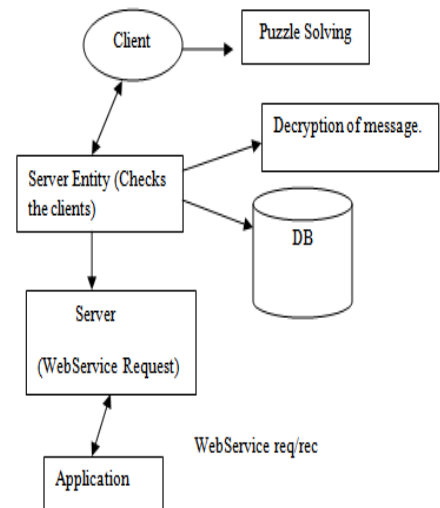 Client
Puzzle Solving
Decryption of message.
Server Entity (Checks
the clients)
DB
Server
(WebService Request)
WebService req/rec
Application